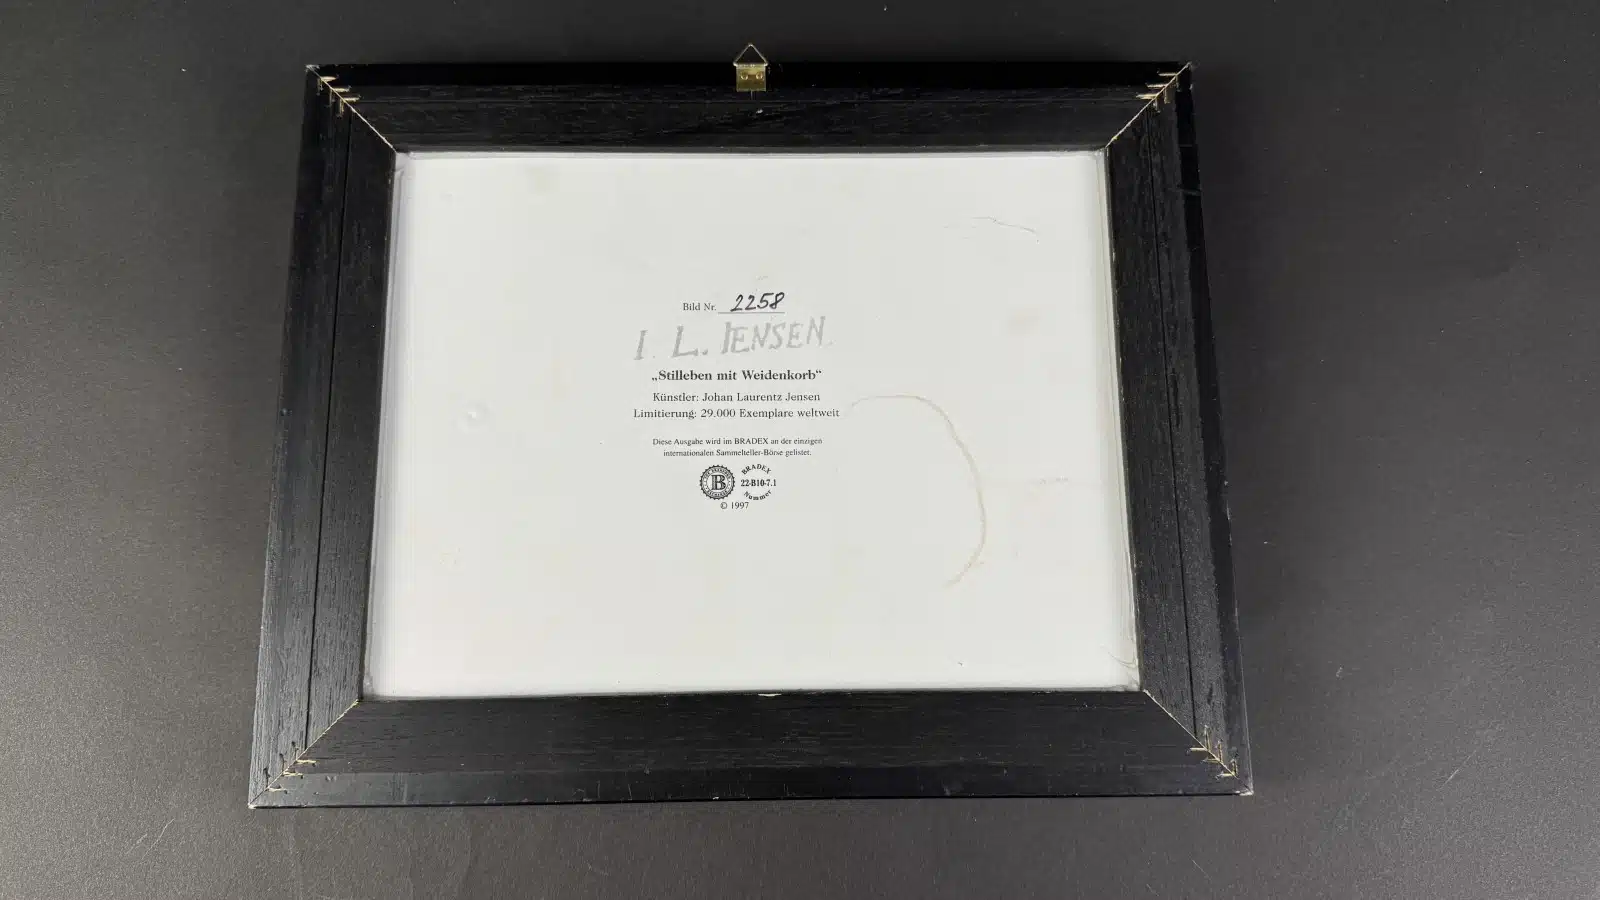 Bild Nr. 2258
I. L. IENSEN.
„Stilleben mit Weidenkorb“
Künstler: Johan Laurentz Jensen
Limitierung: 29.000 Exemplare weltweit
Diese Ausgabe wird im BRADEX an der einzigen
internationalen Sammelteller-Börse gelistet.
B
BRADEX
22-B10-7.1
Nummer
© 1997